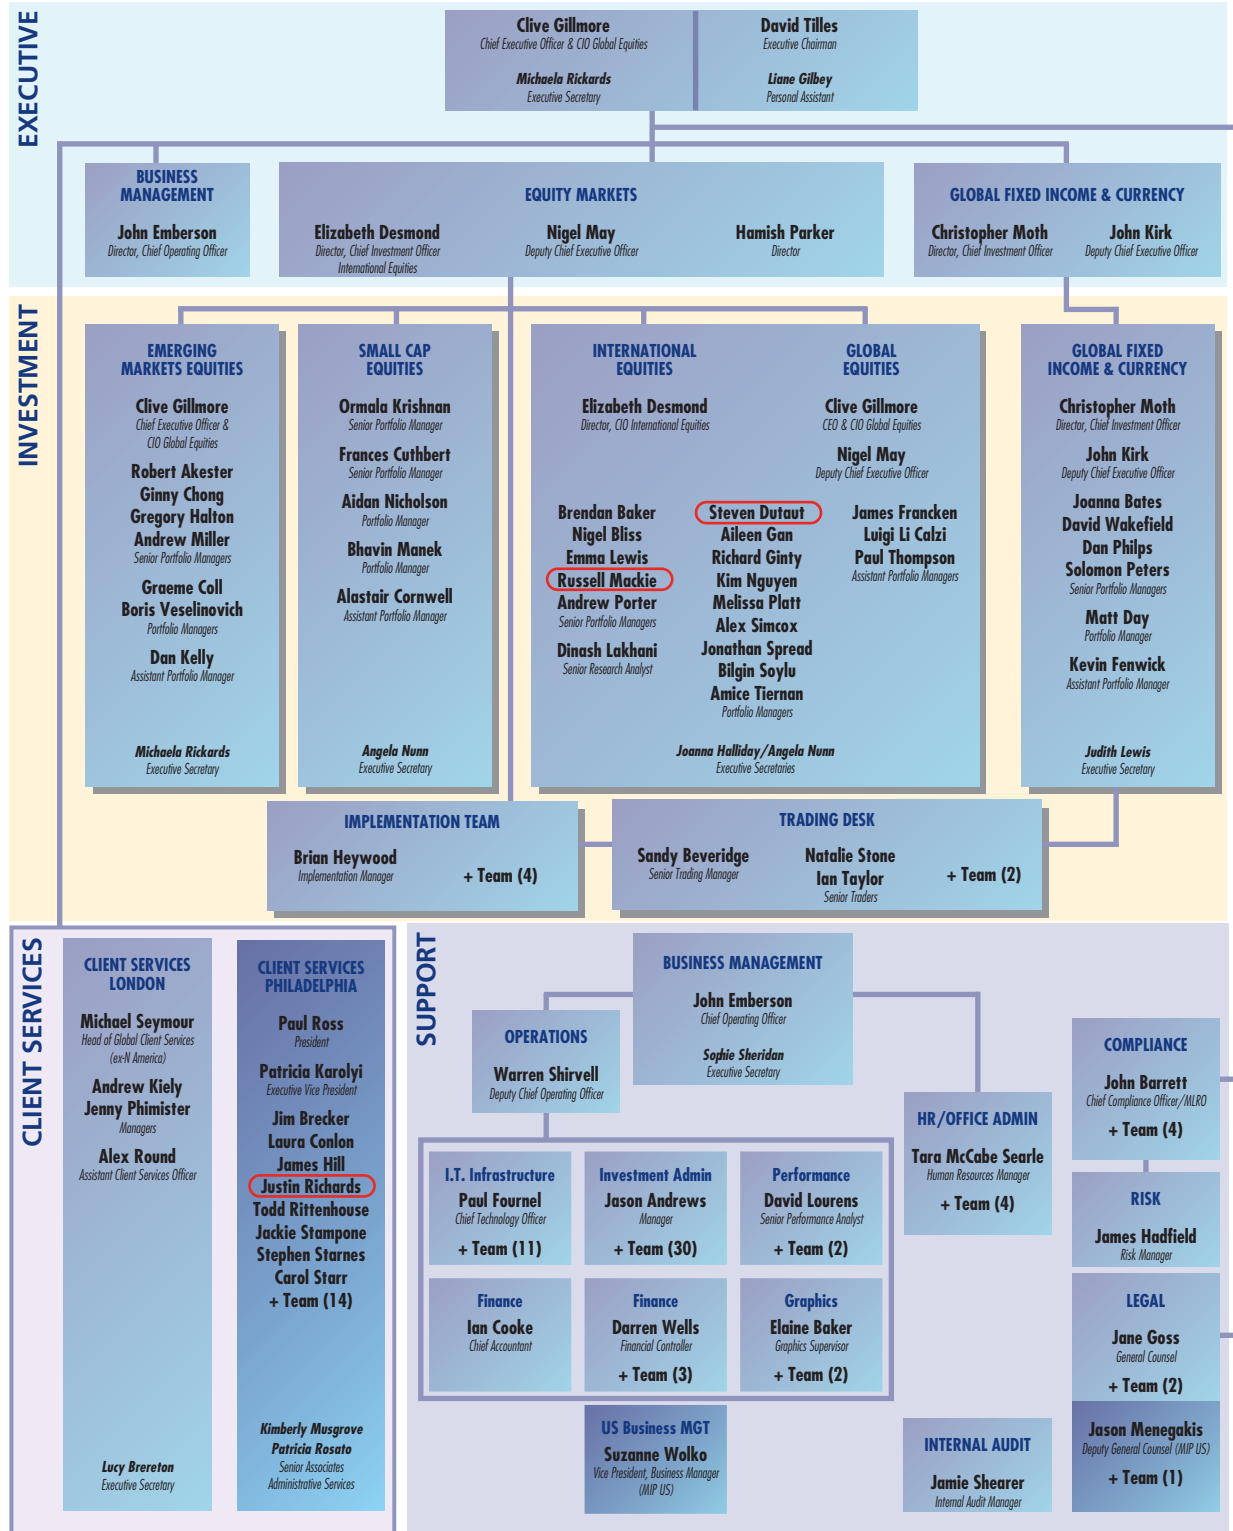 EXECUTIVE
Clive Gillmore
Chief Executive Officer & CIO Global Equities
Michaela Rickards
Executive Secretary
David Tilles
Executive Chairman
Liane Gilbey
Personal Assistant
BUSINESS
MANAGEMENT
John Emberson
Director, Chief Operating Officer
EQUITY MARKETS
Elizabeth Desmond
Director, Chief Investment Officer
International Equities
Nigel May
Deputy Chief Executive Officer
Hamish Parker
Director
GLOBAL FIXED INCOME & CURRENCY
Christopher Moth
Director, Chief Investment Officer
John Kirk
Deputy Chief Executive Officer
INVESTMENT
EMERGING
MARKETS EQUITIES
Clive Gillmore
Chief Executive Officer &
CIO Global Equities
Robert Akester
Ginny Chong
Gregory Halton
Andrew Miller
Senior Portfolio Managers
Graeme Coll
Boris Veselinovich
Portfolio Managers
Dan Kelly
Assistant Portfolio Manager
Michaela Rickards
Executive Secretary
SMALL CAP
EQUITIES
Ormala Krishnan
Senior Portfolio Manager
Frances Cuthbert
Senior Portfolio Manager
Aidan Nicholson
Portfolio Manager
Bhavin Manek
Portfolio Manager
Alastair Cornwell
Assistant Portfolio Manager
Angela Nunn
Executive Secretary
INTERNATIONAL
EQUITIES
Elizabeth Desmond
Director, CIO International Equities
GLOBAL
EQUITIES
Clive Gillmore
CEO & CIO Global Equities
Nigel May
Deputy Chief Executive Officer
Brendan Baker
Nigel Bliss
Emma Lewis
Russell Mackie
Andrew Porter
Senior Portfolio Managers
Dinash Lakhani
Senior Research Analyst
Steven Dutaut
Aileen Gan
Richard Ginty
Kim Nguyen
Melissa Platt
Alex Simcox
Jonathan Spread
Bilgin Soylu
Amice Tiernan
Portfolio Managers
James Francken
Luigi Li Calzi
Paul Thompson
Assistant Portfolio Managers
Joanna Halliday/Angela Nunn
Executive Secretaries
GLOBAL FIXED
INCOME & CURRENCY
Christopher Moth
Director, Chief Investment Officer
John Kirk
Deputy Chief Executive Officer
Joanna Bates
David Wakefield
Dan Philps
Solomon Peters
Senior Portfolio Managers
Matt Day
Portfolio Manager
Kevin Fenwick
Assistant Portfolio Manager
Judith Lewis
Executive Secretary
IMPLEMENTATION TEAM
Brian Heywood
Implementation Manager
+ Team (4)
TRADING DESK
Sandy Beveridge
Senior Trading Manager
Natalie Stone
Ian Taylor
Senior Traders
+ Team (2)
CLIENT SERVICES
CLIENT SERVICES
LONDON
Michael Seymour
Head of Global Client Services
(ex-N America)
Andrew Kiely
Jenny Phimister
Managers
Alex Round
Assistant Client Services Officer
Lucy Brereton
Executive Secretary
CLIENT SERVICES
PHILADELPHIA
Paul Ross
President
Patricia Karolyi
Executive Vice President
Jim Brecker
Laura Conlon
James Hill
Justin Richards
Todd Rittenhouse
Jackie Stampone
Stephen Starnes
Carol Starr
+ Team (14)
Kimberly Musgrove
Patricia Rosato
Senior Associates
Administrative Services
SUPPORT
BUSINESS MANAGEMENT
John Emberson
Chief Operating Officer
Sophie Sheridan
Executive Secretary
OPERATIONS
Warren Shirvell
Deputy Chief Operating Officer
I.T. Infrastructure
Paul Fournel
Chief Technology Officer
+ Team (11)
Investment Admin
Jason Andrews
Manager
+ Team (30)
Performance
David Lourens
Senior Performance Analyst
+ Team (2)
Finance
Ian Cooke
Chief Accountant
Finance
Darren Wells
Financial Controller
+ Team (3)
Graphics
Elaine Baker
Graphics Supervisor
+ Team (2)
US Business MGT
Suzanne Wolko
Vice President, Business Manager
(MIP US)
HR/OFFICE ADMIN
Tara McCabe Searle
Human Resources Manager
+ Team (4)
INTERNAL AUDIT
Jamie Shearer
Internal Audit Manager
COMPLIANCE
John Barrett
Chief Compliance Officer/MLRO
+ Team (4)
RISK
James Hadfield
Risk Manager
LEGAL
Jane Goss
General Counsel
+ Team (2)
Jason Menegakis
Deputy General Counsel (MIP US)
+ Team (1)